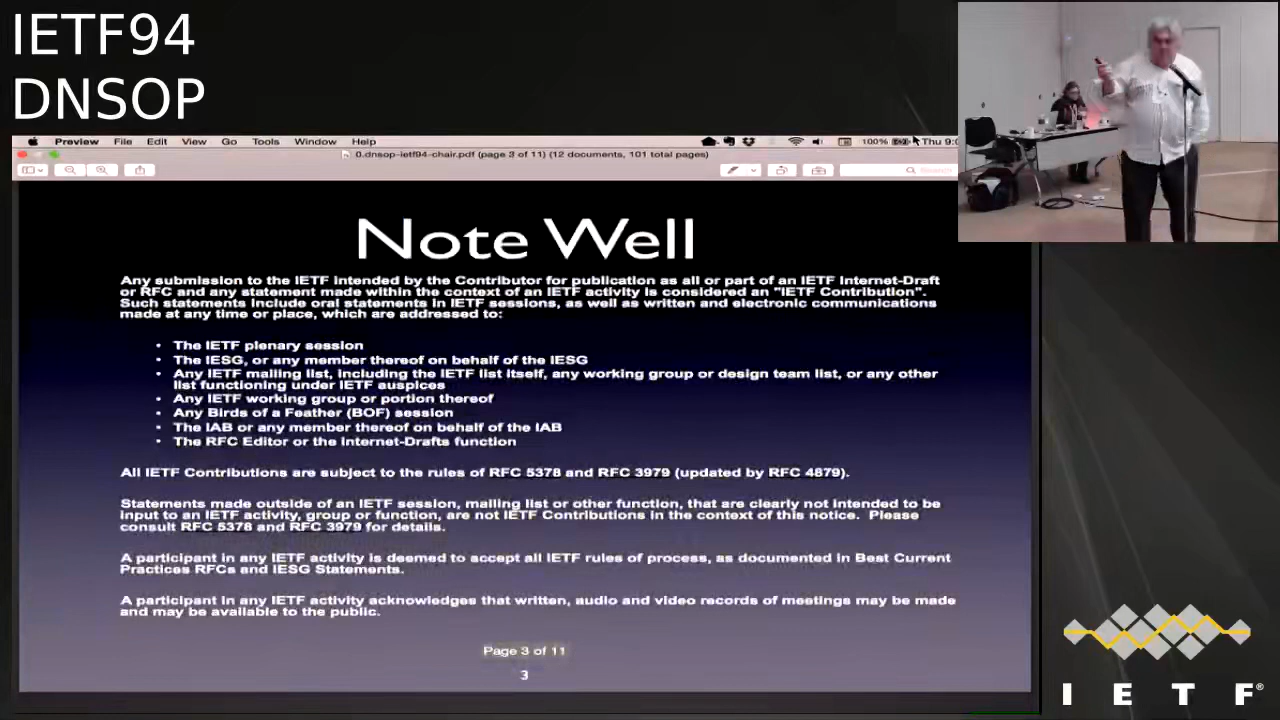 IETF94
DNSOP
Preview File Edit View Go Tools Window Help 100% Thu 9:0
0.dnsop-ietf94-chair.pdf (page 3 of 11) (12 documents, 101 total pages)
Search
Note Well
Any submission to the IETF intended by the Contributor for publication as all or part of an IETF Internet-Draft
or RFC and any statement made within the context of an IETF activity is considered an "IETF Contribution".
Such statements include oral statements in IETF sessions, as well as written and electronic communications
made at any time or place, which are addressed to:
• The IETF plenary session
• The IESG, or any member thereof on behalf of the IESG
• Any IETF mailing list, including the IETF list itself, any working group or design team list, or any other
list functioning under IETF auspices
• Any IETF working group or portion thereof
• Any Birds of a Feather (BOF) session
• The IAB or any member thereof on behalf of the IAB
• The RFC Editor or the Internet-Drafts function
All IETF Contributions are subject to the rules of RFC 5378 and RFC 3979 (updated by RFC 4879).
Statements made outside of an IETF session, mailing list or other function, that are clearly not intended to be
input to an IETF activity, group or function, are not IETF Contributions in the context of this notice. Please
consult RFC 5378 and RFC 3979 for details.
A participant in any IETF activity is deemed to accept all IETF rules of process, as documented in Best Current
Practices RFCs and IESG Statements.
A participant in any IETF activity acknowledges that written, audio and video records of meetings may be made
and may be available to the public.
Page 3 of 11
3
IETF®